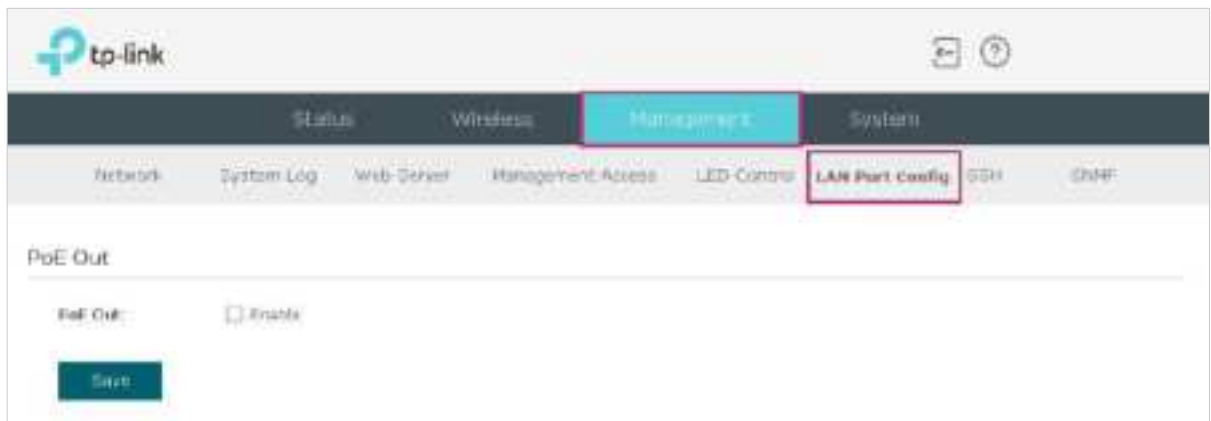 tp-link
Status Wireless Management System
Network System Log Web Server Management Access LED Control LAN Port Config SSH SNMP
PoE Out
PoE Out: Enable
Save